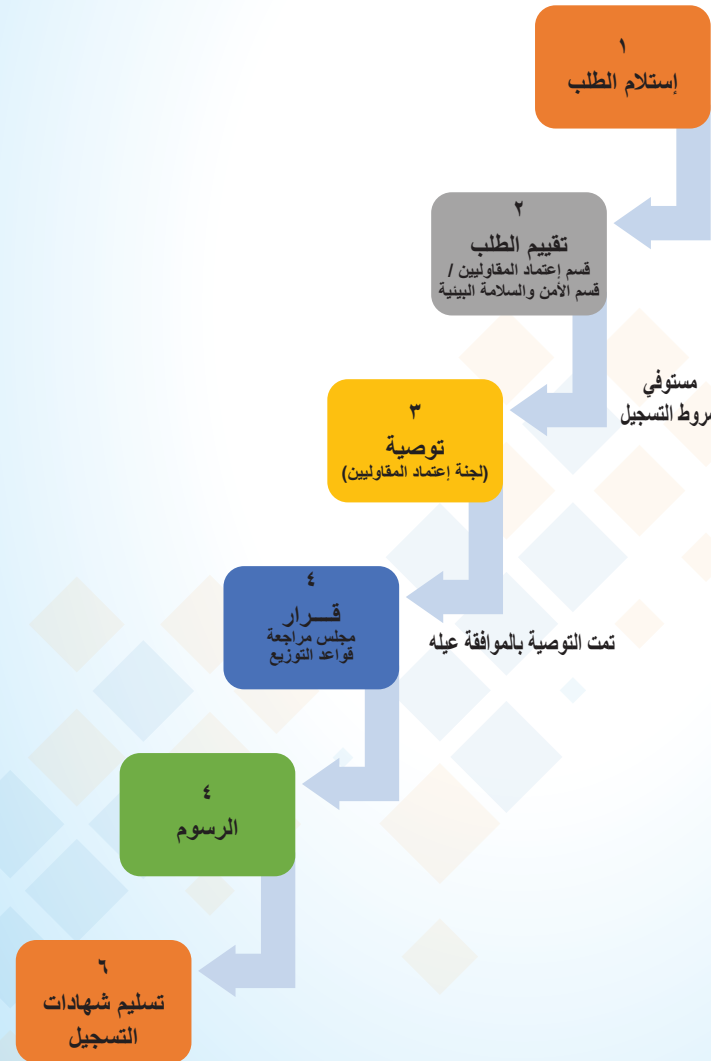 ١
إستلام الطلب
٢
تقييم الطلب
قسم إعتماد المقاوليين /
قسم الأمن والسلامة البيئية
مستوفي
روط التسجيل
٣
توصية
(لجنة إعتماد المقاوليين)
٤
قـــرار
مجلس مراجعة
قواعد التوزيع
تمت التوصية بالموافقة عيله
٤
الرسوم
٦
تسليم شهادات
التسجيل